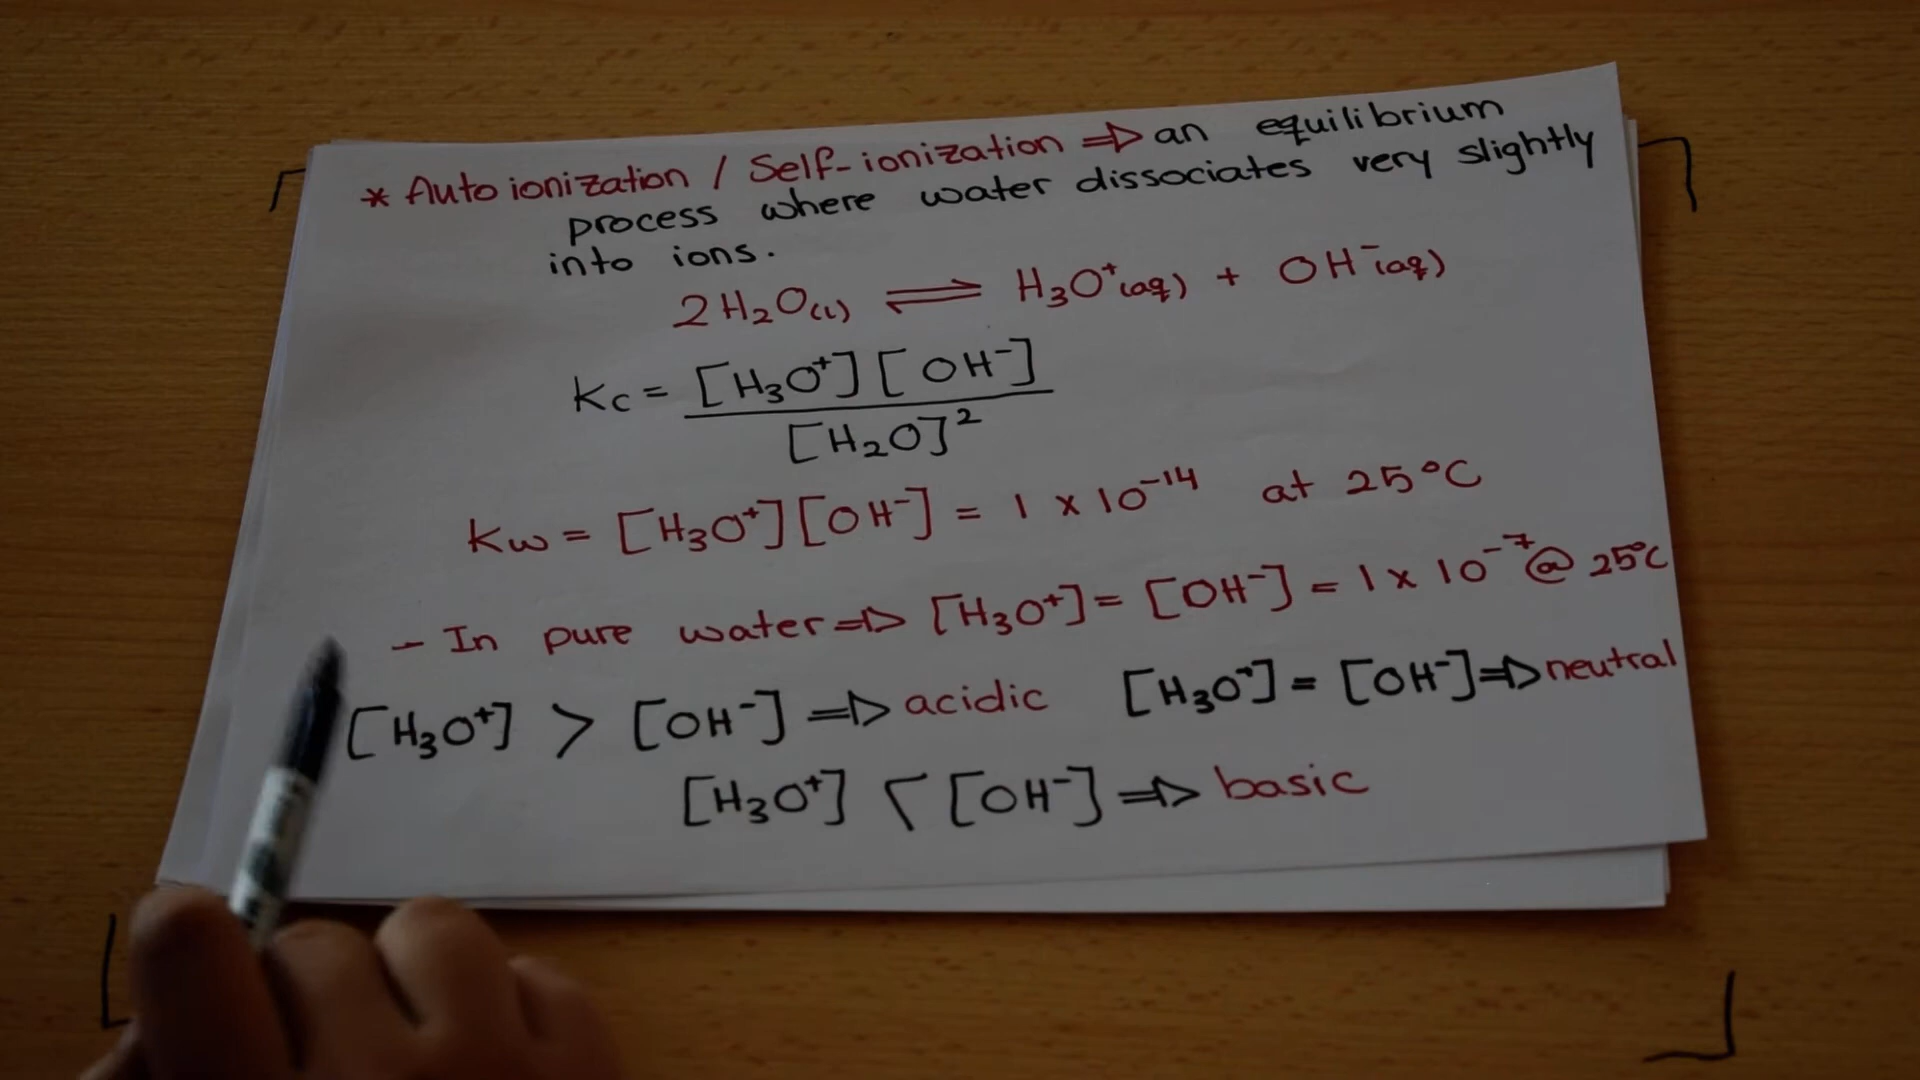 * Autoionization / Self-ionization ⇒ an equilibrium
process where water dissociates very slightly
into ions.
2H₂O(l) ⇌ H₃O⁺(aq) + OH⁻(aq)
Kc = [H₃O⁺][OH⁻]
[H₂O]²
Kw = [H₃O⁺][OH⁻] = 1 x 10⁻¹⁴ at 25°C
- In pure water ⇒ [H₃O⁺] = [OH⁻] = 1 x 10⁻⁷ @ 25°C
[H₃O⁺] > [OH⁻] ⇒ acidic [H₃O⁺] = [OH⁻] ⇒ neutral
[H₃O⁺] < [OH⁻] ⇒ basic